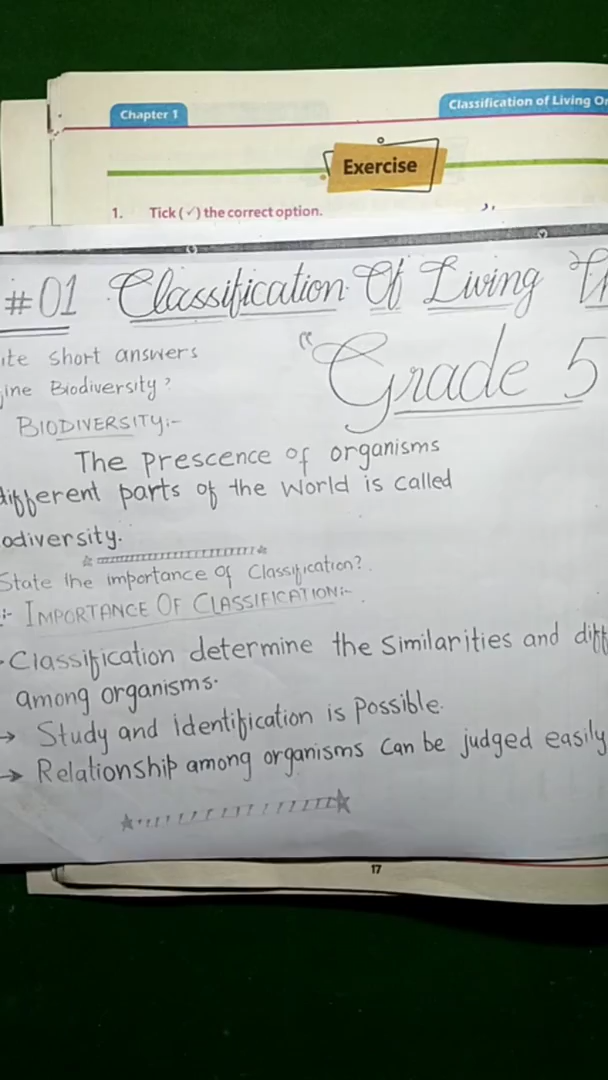 Chapter 1
Classification of Living Or
Exercise
1. Tick (✓) the correct option.
#01 Classification Of Living Th
ite short answers
ine Biodiversity?
"Grade 5
BIODIVERSITY:-
The prescence of organisms
different parts of the world is called
odiversity.
State the importance of Classification?
:- IMPORTANCE OF CLASSIFICATION:-
Classification determine the similarities and diff
among organisms.
→ Study and identification is possible.
→ Relationship among organisms can be judged easily
17